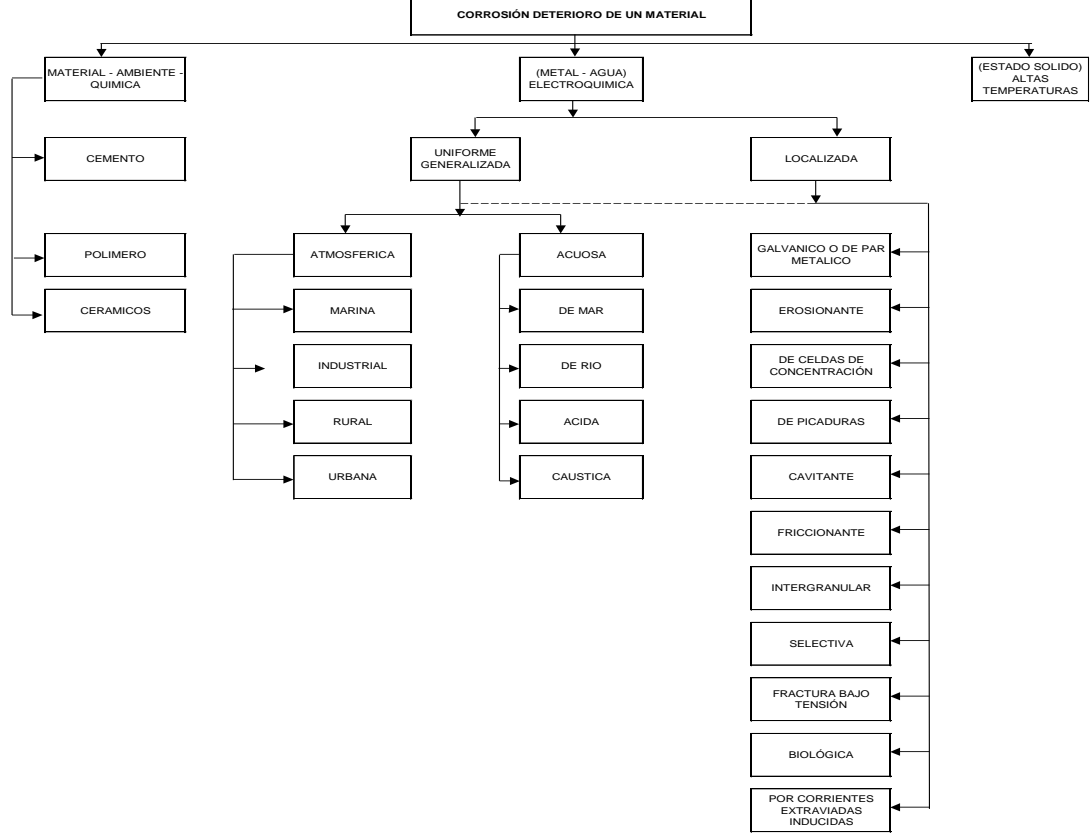 CORROSIÓN DETERIORO DE UN MATERIAL
MATERIAL - AMBIENTE -
QUIMICA
(METAL - AGUA)
ELECTROQUIMICA
(ESTADO SOLIDO)
ALTAS
TEMPERATURAS
CEMENTO
UNIFORME
GENERALIZADA
LOCALIZADA
POLIMERO
ATMOSFERICA
ACUOSA
GALVANICO O DE PAR
METALICO
CERAMICOS
MARINA
DE MAR
EROSIONANTE
INDUSTRIAL
DE RIO
DE CELDAS DE
CONCENTRACIÓN
RURAL
ACIDA
DE PICADURAS
URBANA
CAUSTICA
CAVITANTE
FRICCIONANTE
INTERGRANULAR
SELECTIVA
FRACTURA BAJO
TENSIÓN
BIOLÓGICA
POR CORRIENTES
EXTRAVIADAS
INDUCIDAS